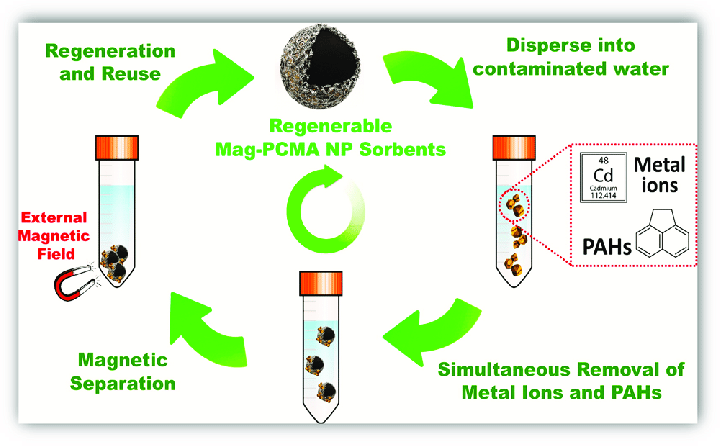 Regeneration
and Reuse
Disperse into
contaminated water
Regenerable
Mag-PCMA NP Sorbents
48
Cd
Cadmium
112.414
Metal
ions
PAHs
External
Magnetic
Field
Magnetic
Separation
Simultaneous Removal of
Metal Ions and PAHs